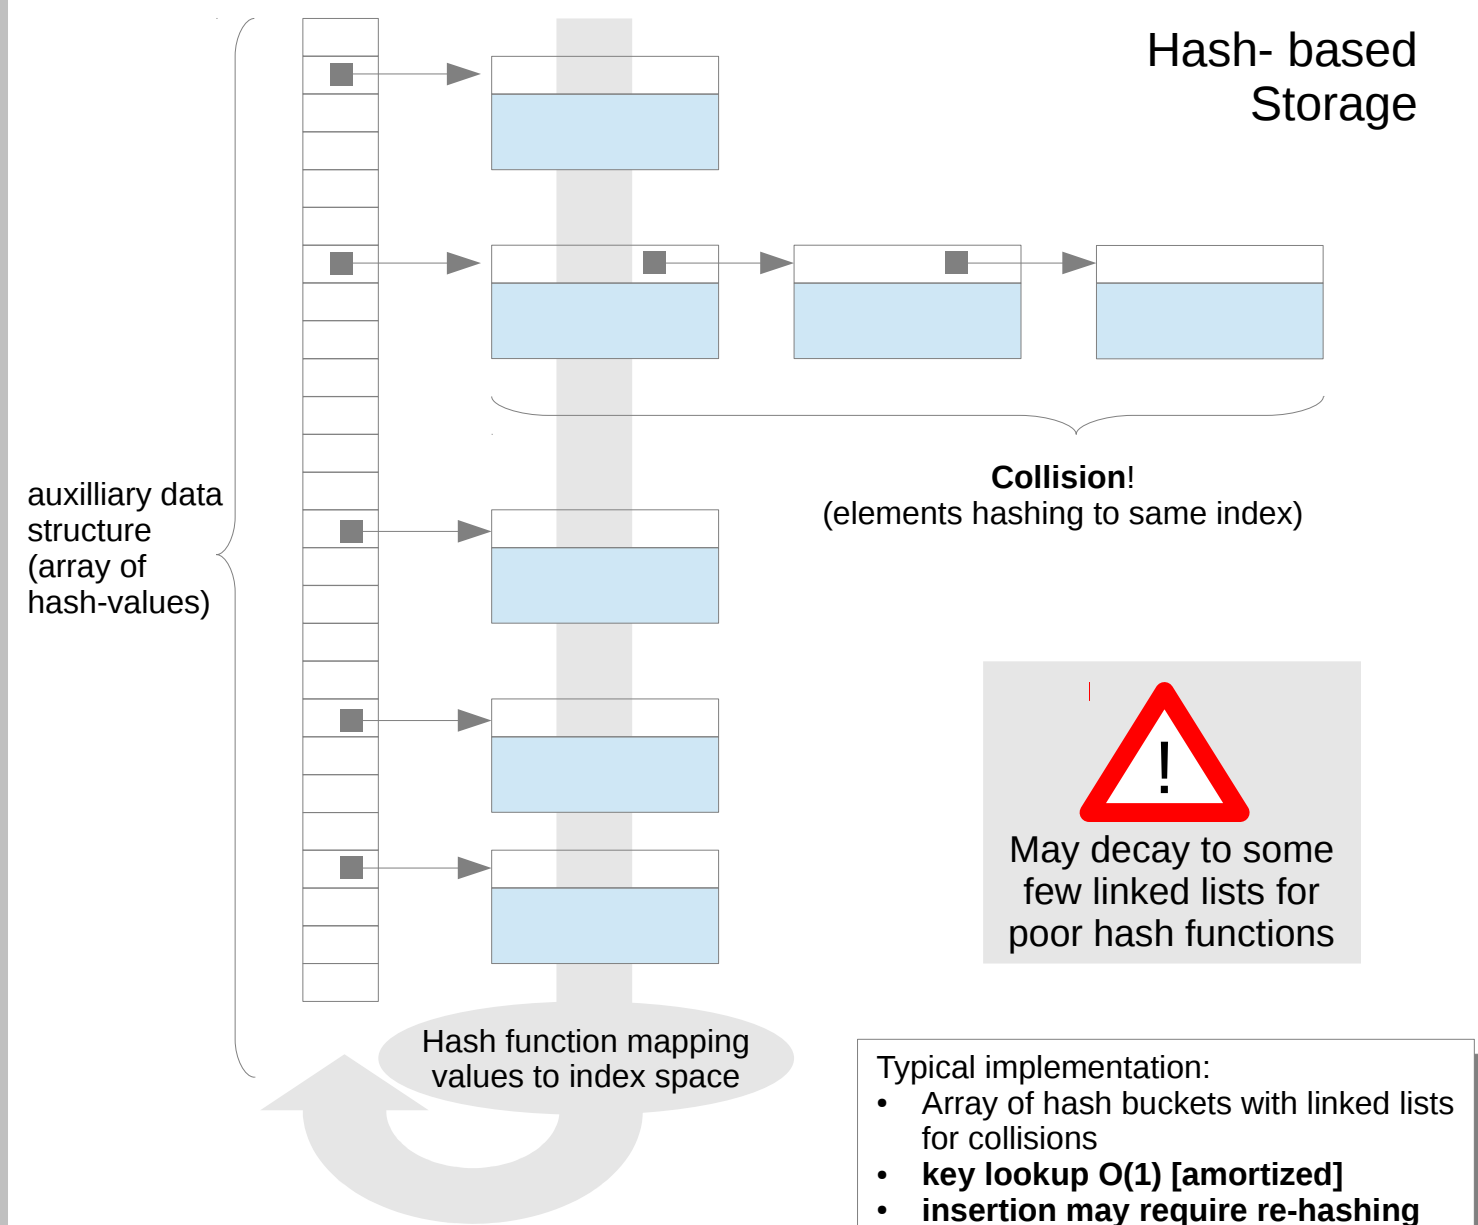 Hash- based
Storage
auxilliary data
structure
(array of
hash-values)
Collision!
(elements hashing to same index)
!
May decay to some
few linked lists for
poor hash functions
Hash function mapping
values to index space
Typical implementation:
• Array of hash buckets with linked lists
for collisions
• key lookup O(1) [amortized]
• insertion may require re-hashing